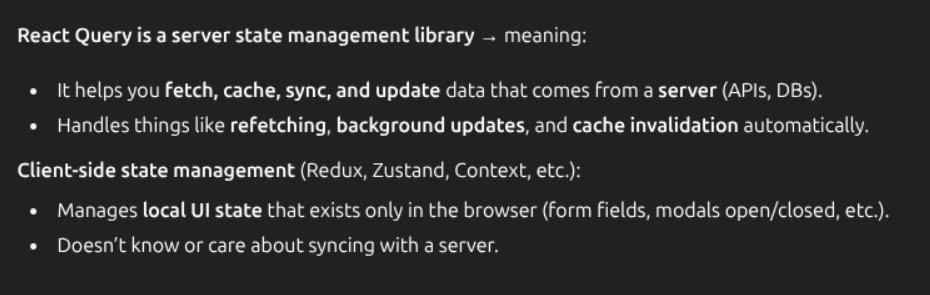 React Query is a server state management library → meaning:
• It helps you fetch, cache, sync, and update data that comes from a server (APIs, DBs).
• Handles things like refetching, background updates, and cache invalidation automatically.
Client-side state management (Redux, Zustand, Context, etc.):
• Manages local UI state that exists only in the browser (form fields, modals open/closed, etc.).
• Doesn’t know or care about syncing with a server.